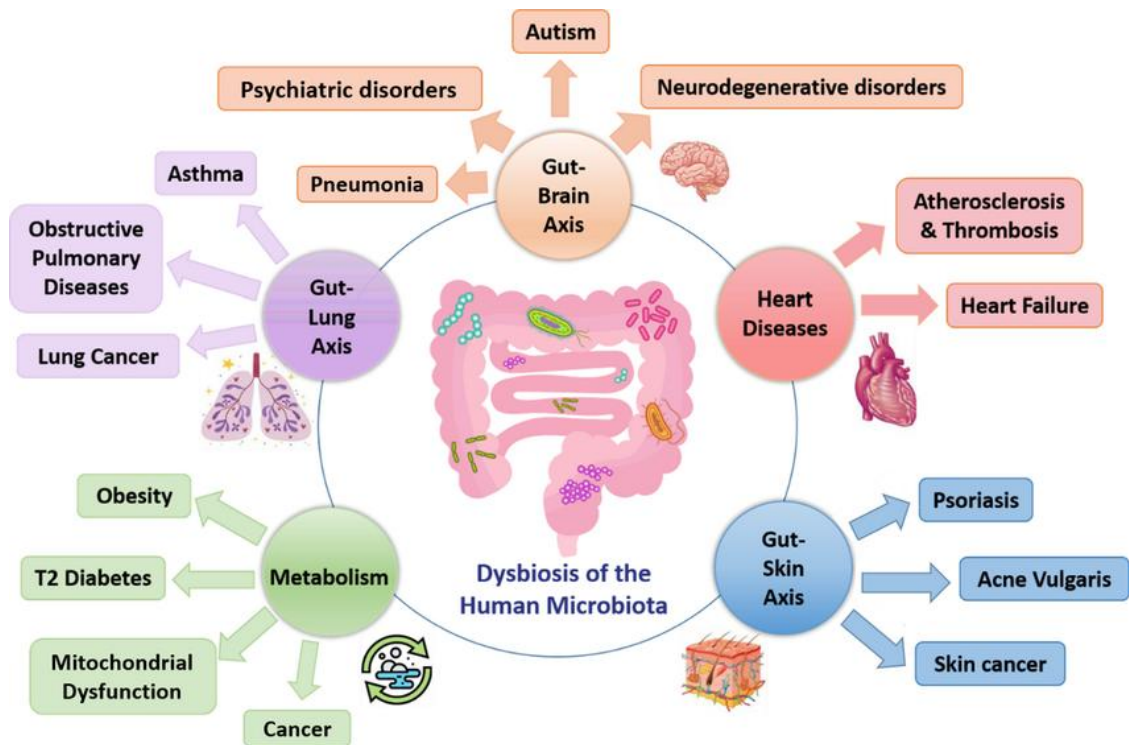 Autism
Psychiatric disorders
Neurodegenerative disorders
Pneumonia
Gut-
Brain
Axis
Asthma
Obstructive
Pulmonary
Diseases
Lung Cancer
Gut-
Lung
Axis
Atherosclerosis
& Thrombosis
Heart Failure
Heart
Diseases
Obesity
T2 Diabetes
Mitochondrial
Dysfunction
Cancer
Metabolism
Dysbiosis of the
Human Microbiota
Gut-
Skin
Axis
Psoriasis
Acne Vulgaris
Skin cancer